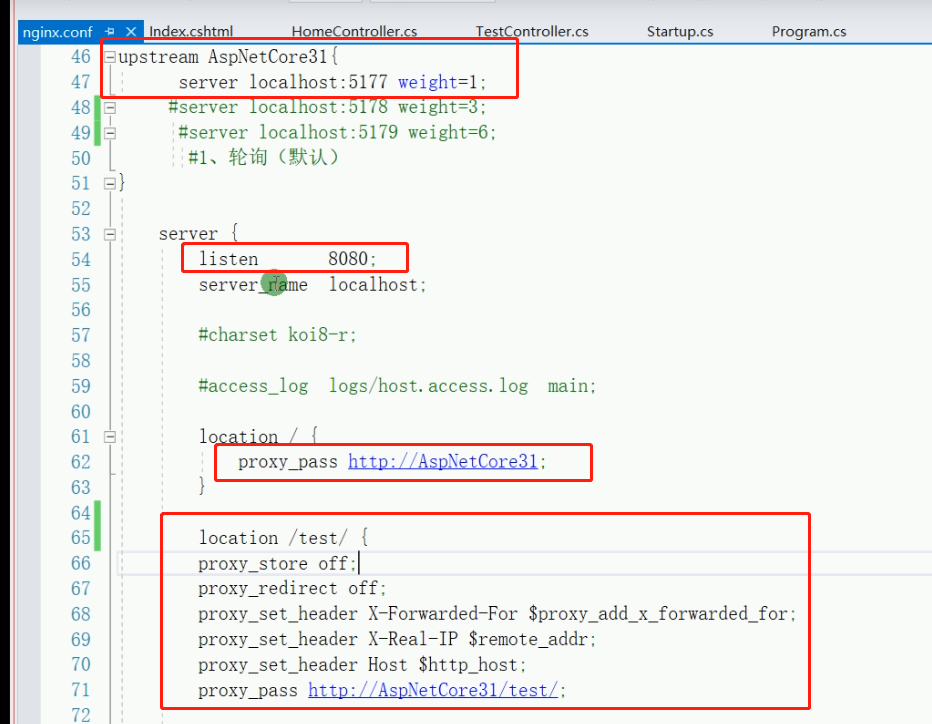 nginx.conf Index.cshtml HomeController.cs TestController.cs Startup.cs Program.cs
46 upstream AspNetCore31{
47 server localhost:5177 weight=1;
48 #server localhost:5178 weight=3;
49 #server localhost:5179 weight=6;
50 #1、轮询（默认）
51 }
52
53 server {
54 listen 8080;
55 server_name localhost;
56
57 #charset koi8-r;
58
59 #access_log logs/host.access.log main;
60
61 location / {
62 proxy_pass http://AspNetCore31;
63 }
64
65 location /test/ {
66 proxy_store off;
67 proxy_redirect off;
68 proxy_set_header X-Forwarded-For $proxy_add_x_forwarded_for;
69 proxy_set_header X-Real-IP $remote_addr;
70 proxy_set_header Host $http_host;
71 proxy_pass http://AspNetCore31/test/;
72